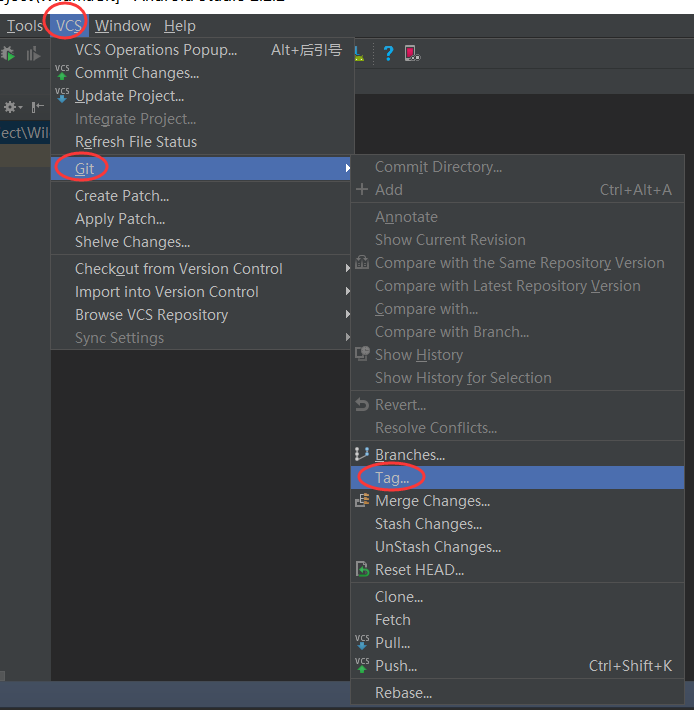 Tools VCS Window Help
VCS Operations Popup... Alt+后引号
VCS Commit Changes...
VCS Update Project...
Integrate Project...
ect\Wil
Refresh File Status
Git
Create Patch...
Apply Patch...
Shelve Changes...
Checkout from Version Control
Import into Version Control
Browse VCS Repository
Sync Settings
Commit Directory...
Add Ctrl+Alt+A
Annotate
Show Current Revision
Compare with the Same Repository Version
Compare with Latest Repository Version
Compare with...
Compare with Branch...
Show History
Show History for Selection
Revert...
Resolve Conflicts...
Branches...
Tag...
Merge Changes...
Stash Changes...
UnStash Changes...
Reset HEAD...
Clone...
Fetch
VCS Pull...
VCS Push... Ctrl+Shift+K
Rebase...